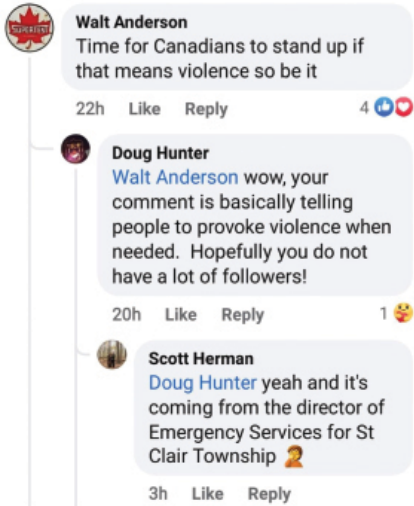 SUPERTEST
Walt Anderson
Time for Canadians to stand up if
that means violence so be it
22h Like Reply 4
Doug Hunter
Walt Anderson wow, your
comment is basically telling
people to provoke violence when
needed. Hopefully you do not
have a lot of followers!
20h Like Reply 1
Scott Herman
Doug Hunter yeah and it's
coming from the director of
Emergency Services for St
Clair Township 🤦
3h Like Reply